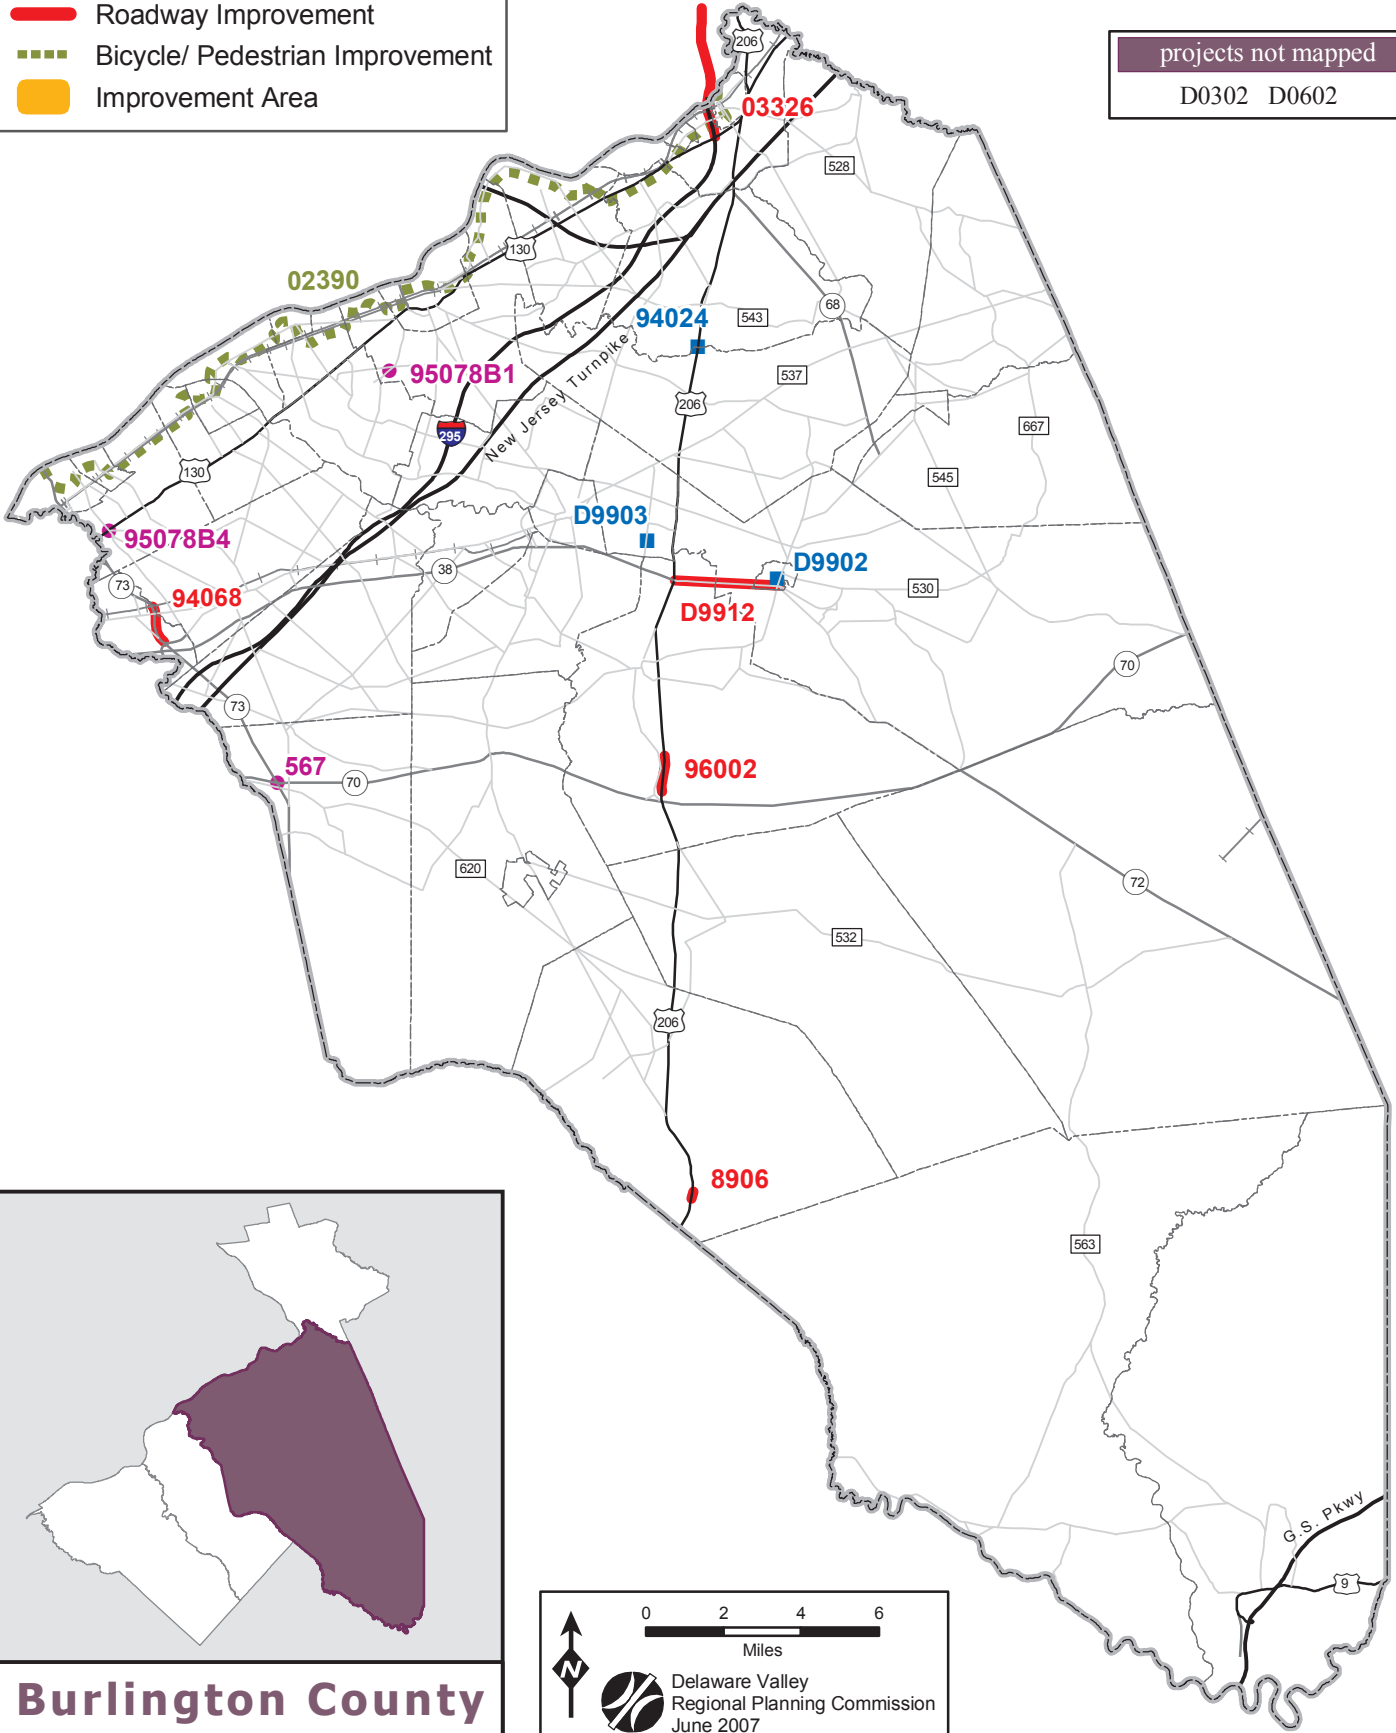 Roadway Improvement
Bicycle/ Pedestrian Improvement
Improvement Area
projects not mapped
D0302 D0602
206
03326
528
130
02390
68
94024
543
95078B1
537
New Jersey Turnpike
206
295
667
130
545
D9903
95078B4
D9902
38
73
530
94068
D9912
70
73
96002
567
70
620
72
532
206
8906
563
G.S. Pkwy
9
0 2 4 6
Miles
N
Delaware Valley
Regional Planning Commission
June 2007
Burlington County